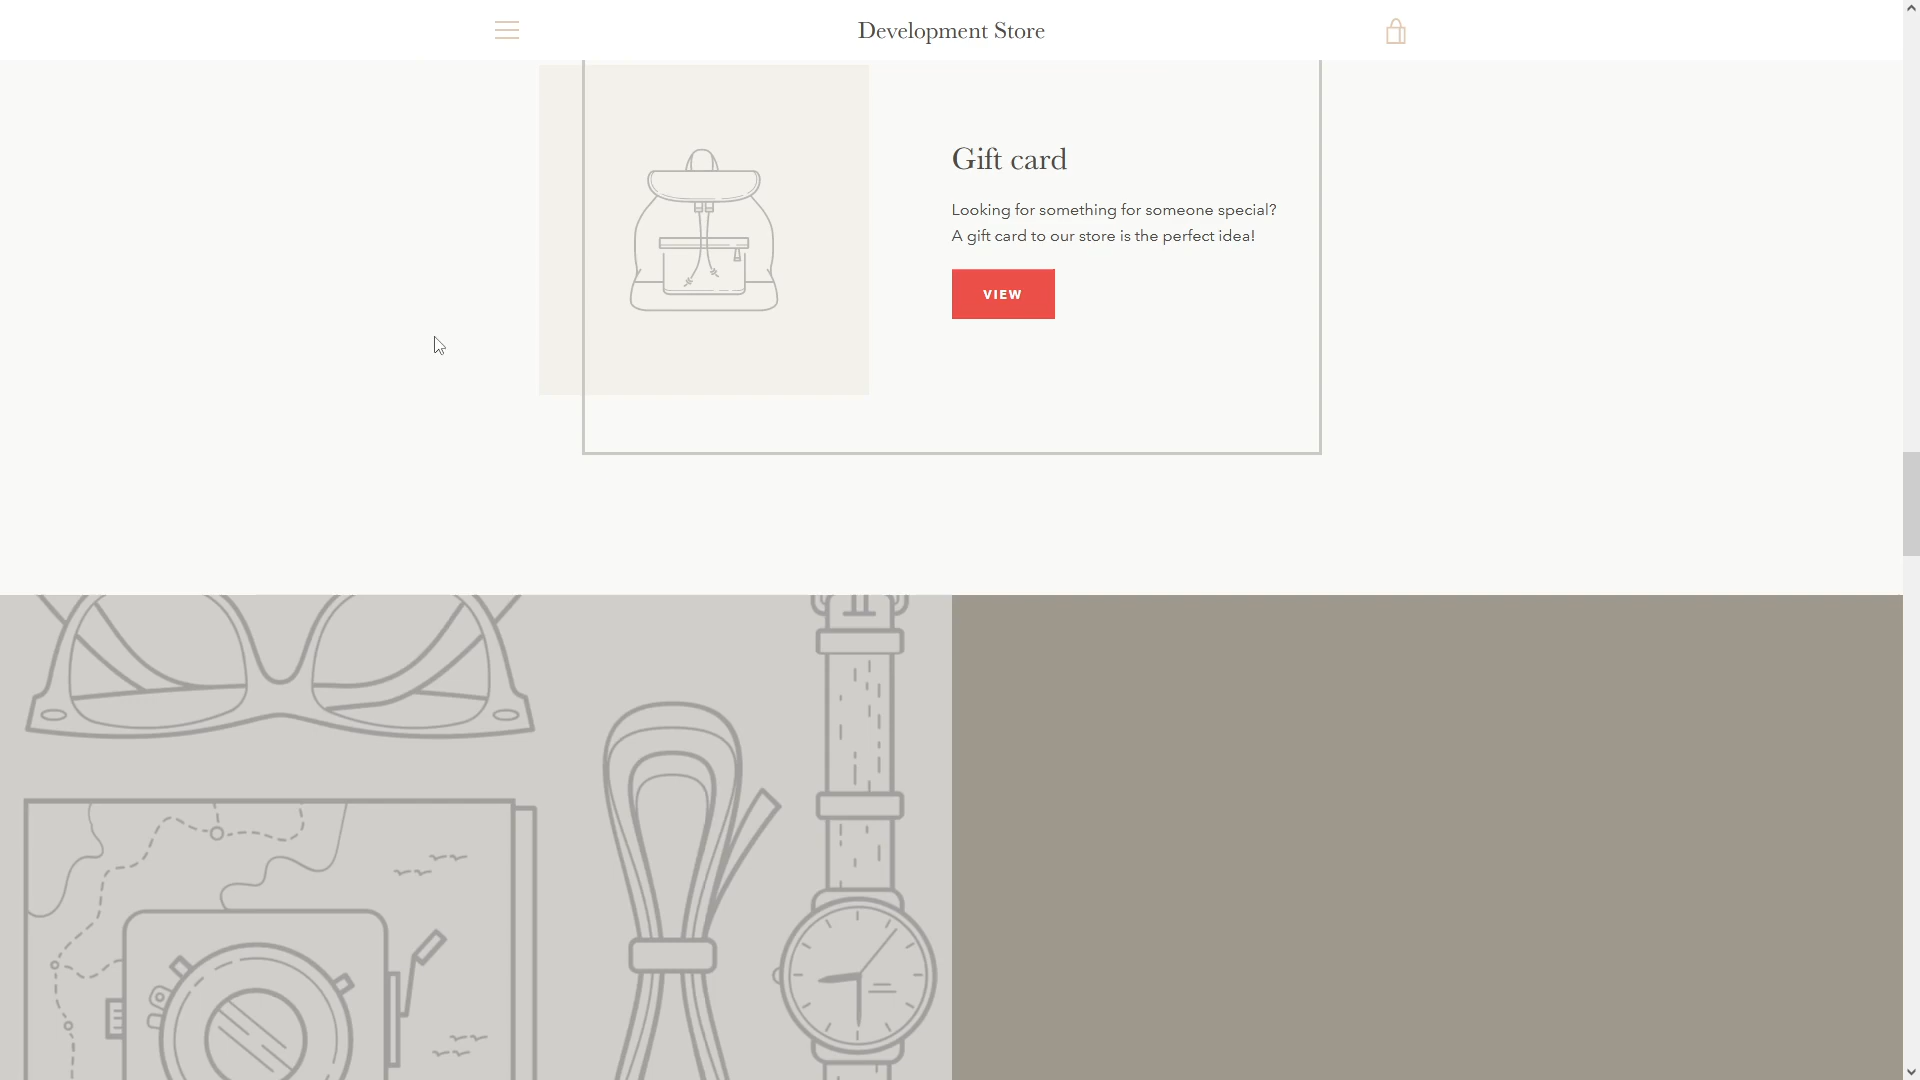 Development Store
Gift card
Looking for something for someone special?
A gift card to our store is the perfect idea!
VIEW